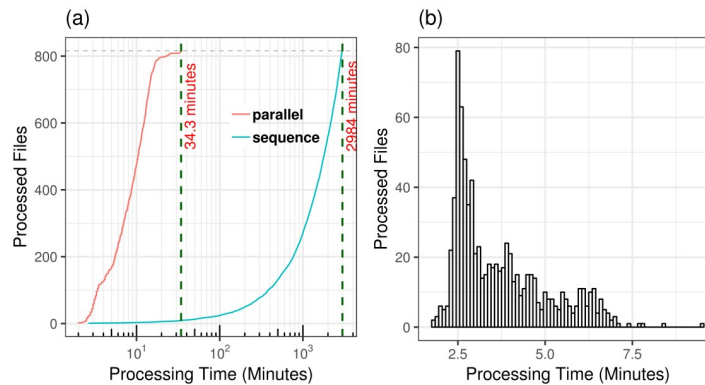 (a)
(b)
Processed Files
800
600
400
200
0
34.3 minutes
2984 minutes
parallel
sequence
10¹
10²
10³
Processing Time (Minutes)
Processed Files
80
60
40
20
0
2.5
5.0
7.5
Processing Time (Minutes)